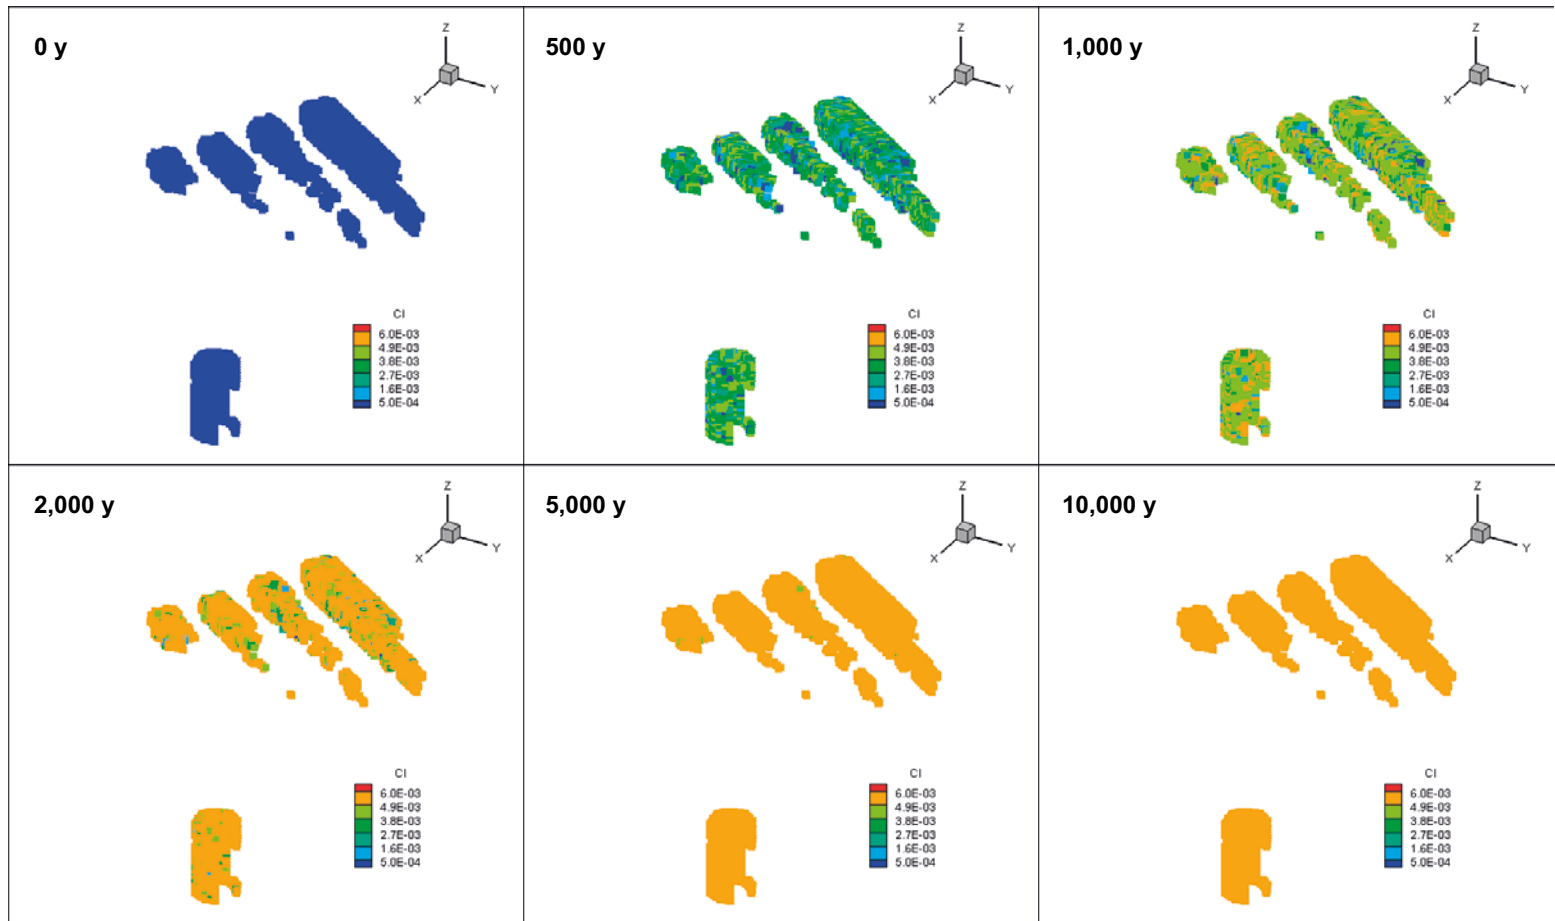 0 y
Z
X
Y
Cl
6.0E-03
4.9E-03
3.8E-03
2.7E-03
1.6E-03
5.0E-04
500 y
Z
X
Y
Cl
6.0E-03
4.9E-03
3.8E-03
2.7E-03
1.6E-03
5.0E-04
1,000 y
Z
X
Y
Cl
6.0E-03
4.9E-03
3.8E-03
2.7E-03
1.6E-03
5.0E-04
2,000 y
Z
X
Y
Cl
6.0E-03
4.9E-03
3.8E-03
2.7E-03
1.6E-03
5.0E-04
5,000 y
Z
X
Y
Cl
6.0E-03
4.9E-03
3.8E-03
2.7E-03
1.6E-03
5.0E-04
10,000 y
Z
X
Y
Cl
6.0E-03
4.9E-03
3.8E-03
2.7E-03
1.6E-03
5.0E-04